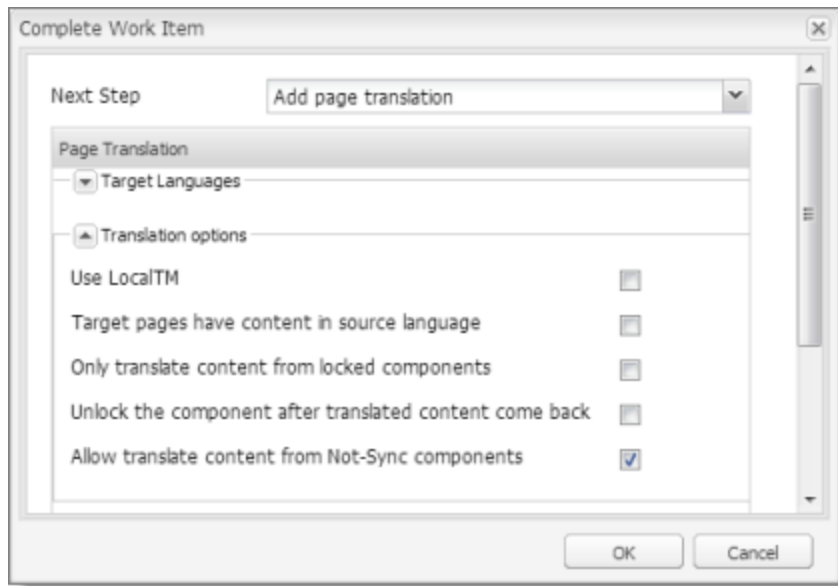 Complete Work Item
Next Step Add page translation
Page Translation
Target Languages
Translation options
Use LocalTM
Target pages have content in source language
Only translate content from locked components
Unlock the component after translated content come back
Allow translate content from Not-Sync components
OK Cancel